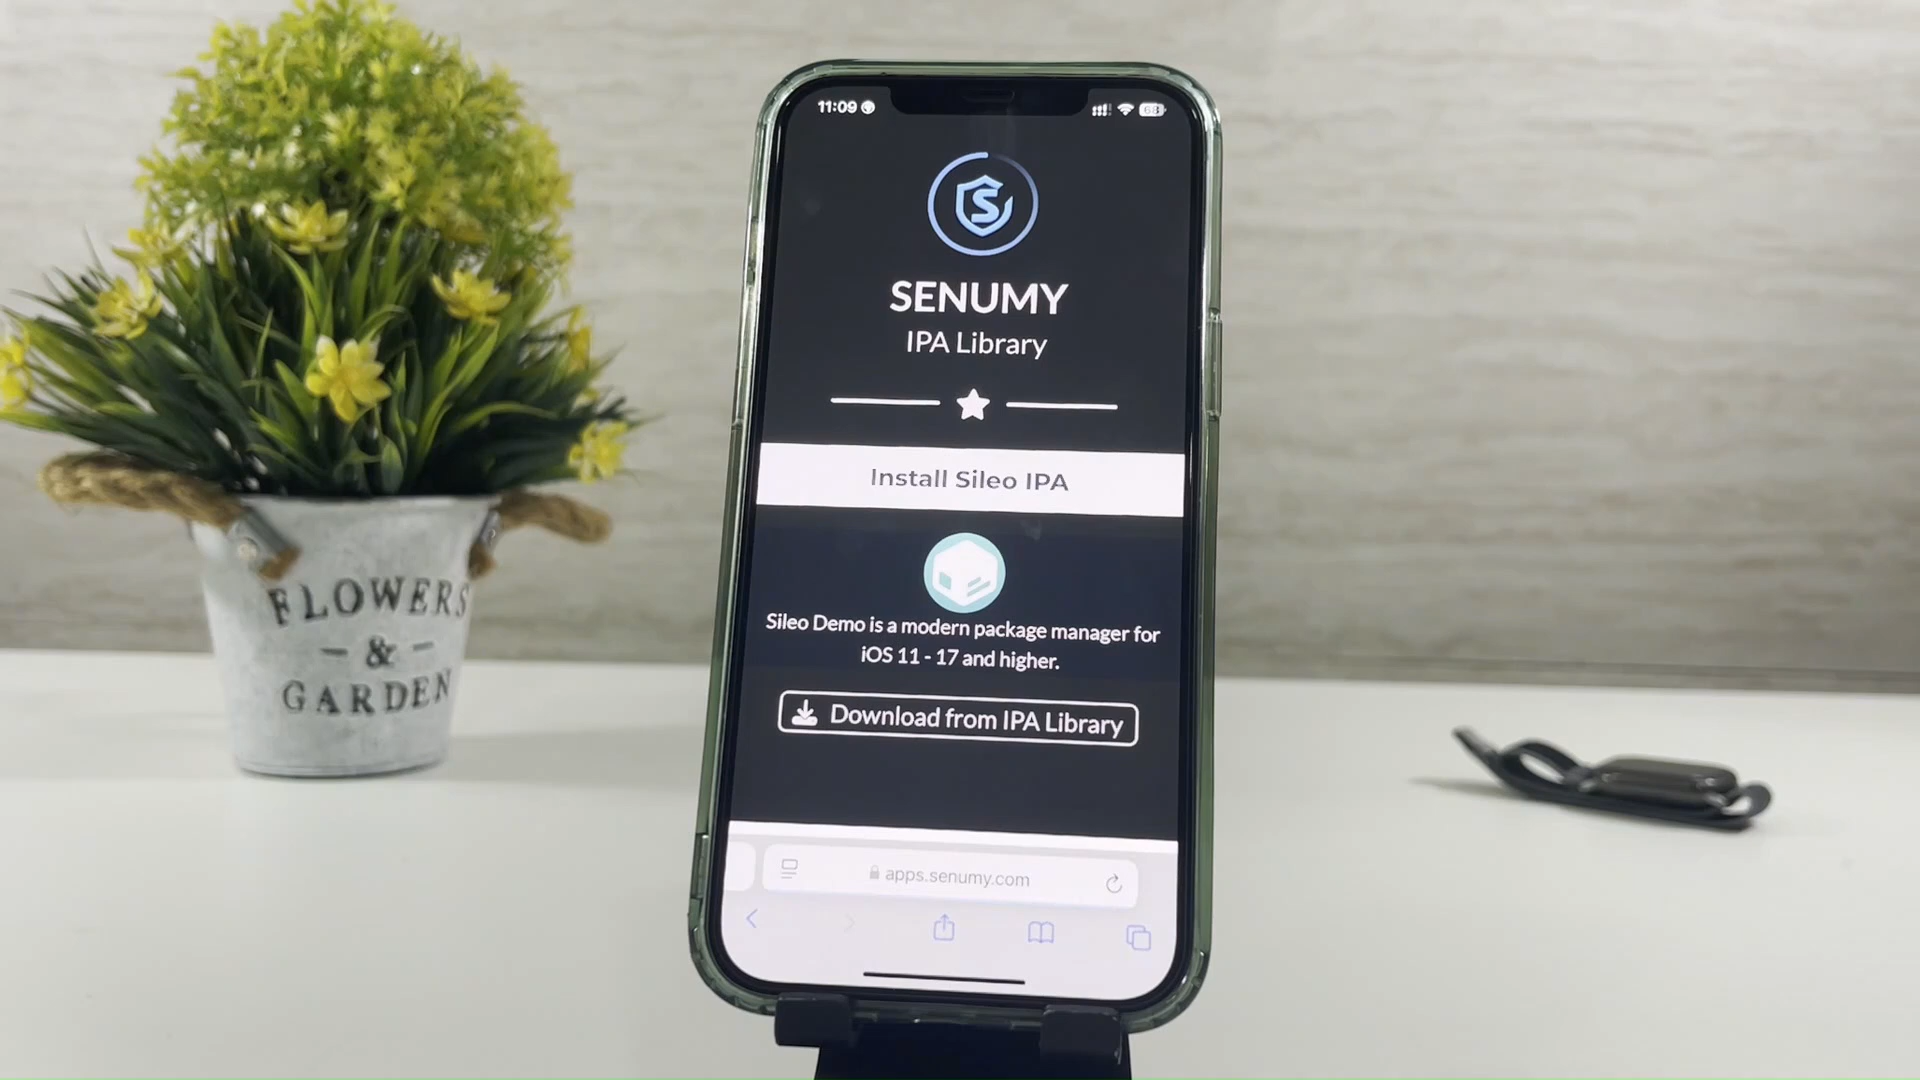 11:09
68
SENUMY
IPA Library
Install Sileo IPA
Sileo Demo is a modern package manager for
iOS 11 - 17 and higher.
Download from IPA Library
apps.senumy.com
FLOWERS
- & -
GARDEN